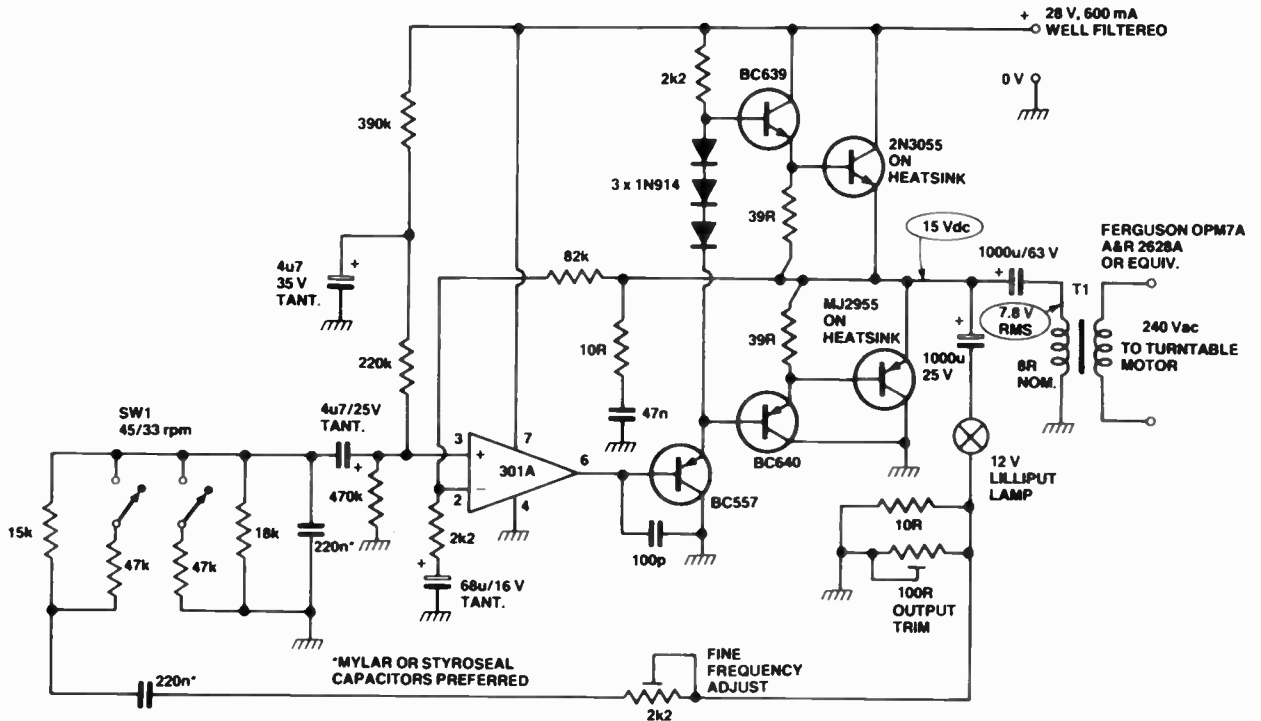 + 28 V, 600 mA
WELL FILTEREO
0 V
2k2
BC639
390k
2N3055
ON
HEATSINK
3 x 1N914
39R
15 Vdc
1000u/63 V
+
FERGUSON OPM7A
A&R 2628A
OR EQUIV.
82k
4u7
35 V
TANT.
+
T1
MJ2955
ON
HEATSINK
7.8 V
RMS
240 Vac
TO TURNTABLE
MOTOR
10R
39R
+
1000u
25 V
8R
NOM.
220k
SW1
45/33 rpm
4u7/25V
TANT.
+
47n
3
7
+
301A
6
−
2
4
BC640
BC557
12 V
LILLIPUT
LAMP
470k
15k
47k
47k
18k
220n*
2k2
100p
10R
+
68u/16 V
TANT.
100R
OUTPUT
TRIM
*MYLAR OR STYROSEAL
CAPACITORS PREFERRED
FINE
FREQUENCY
ADJUST
220n*
2k2